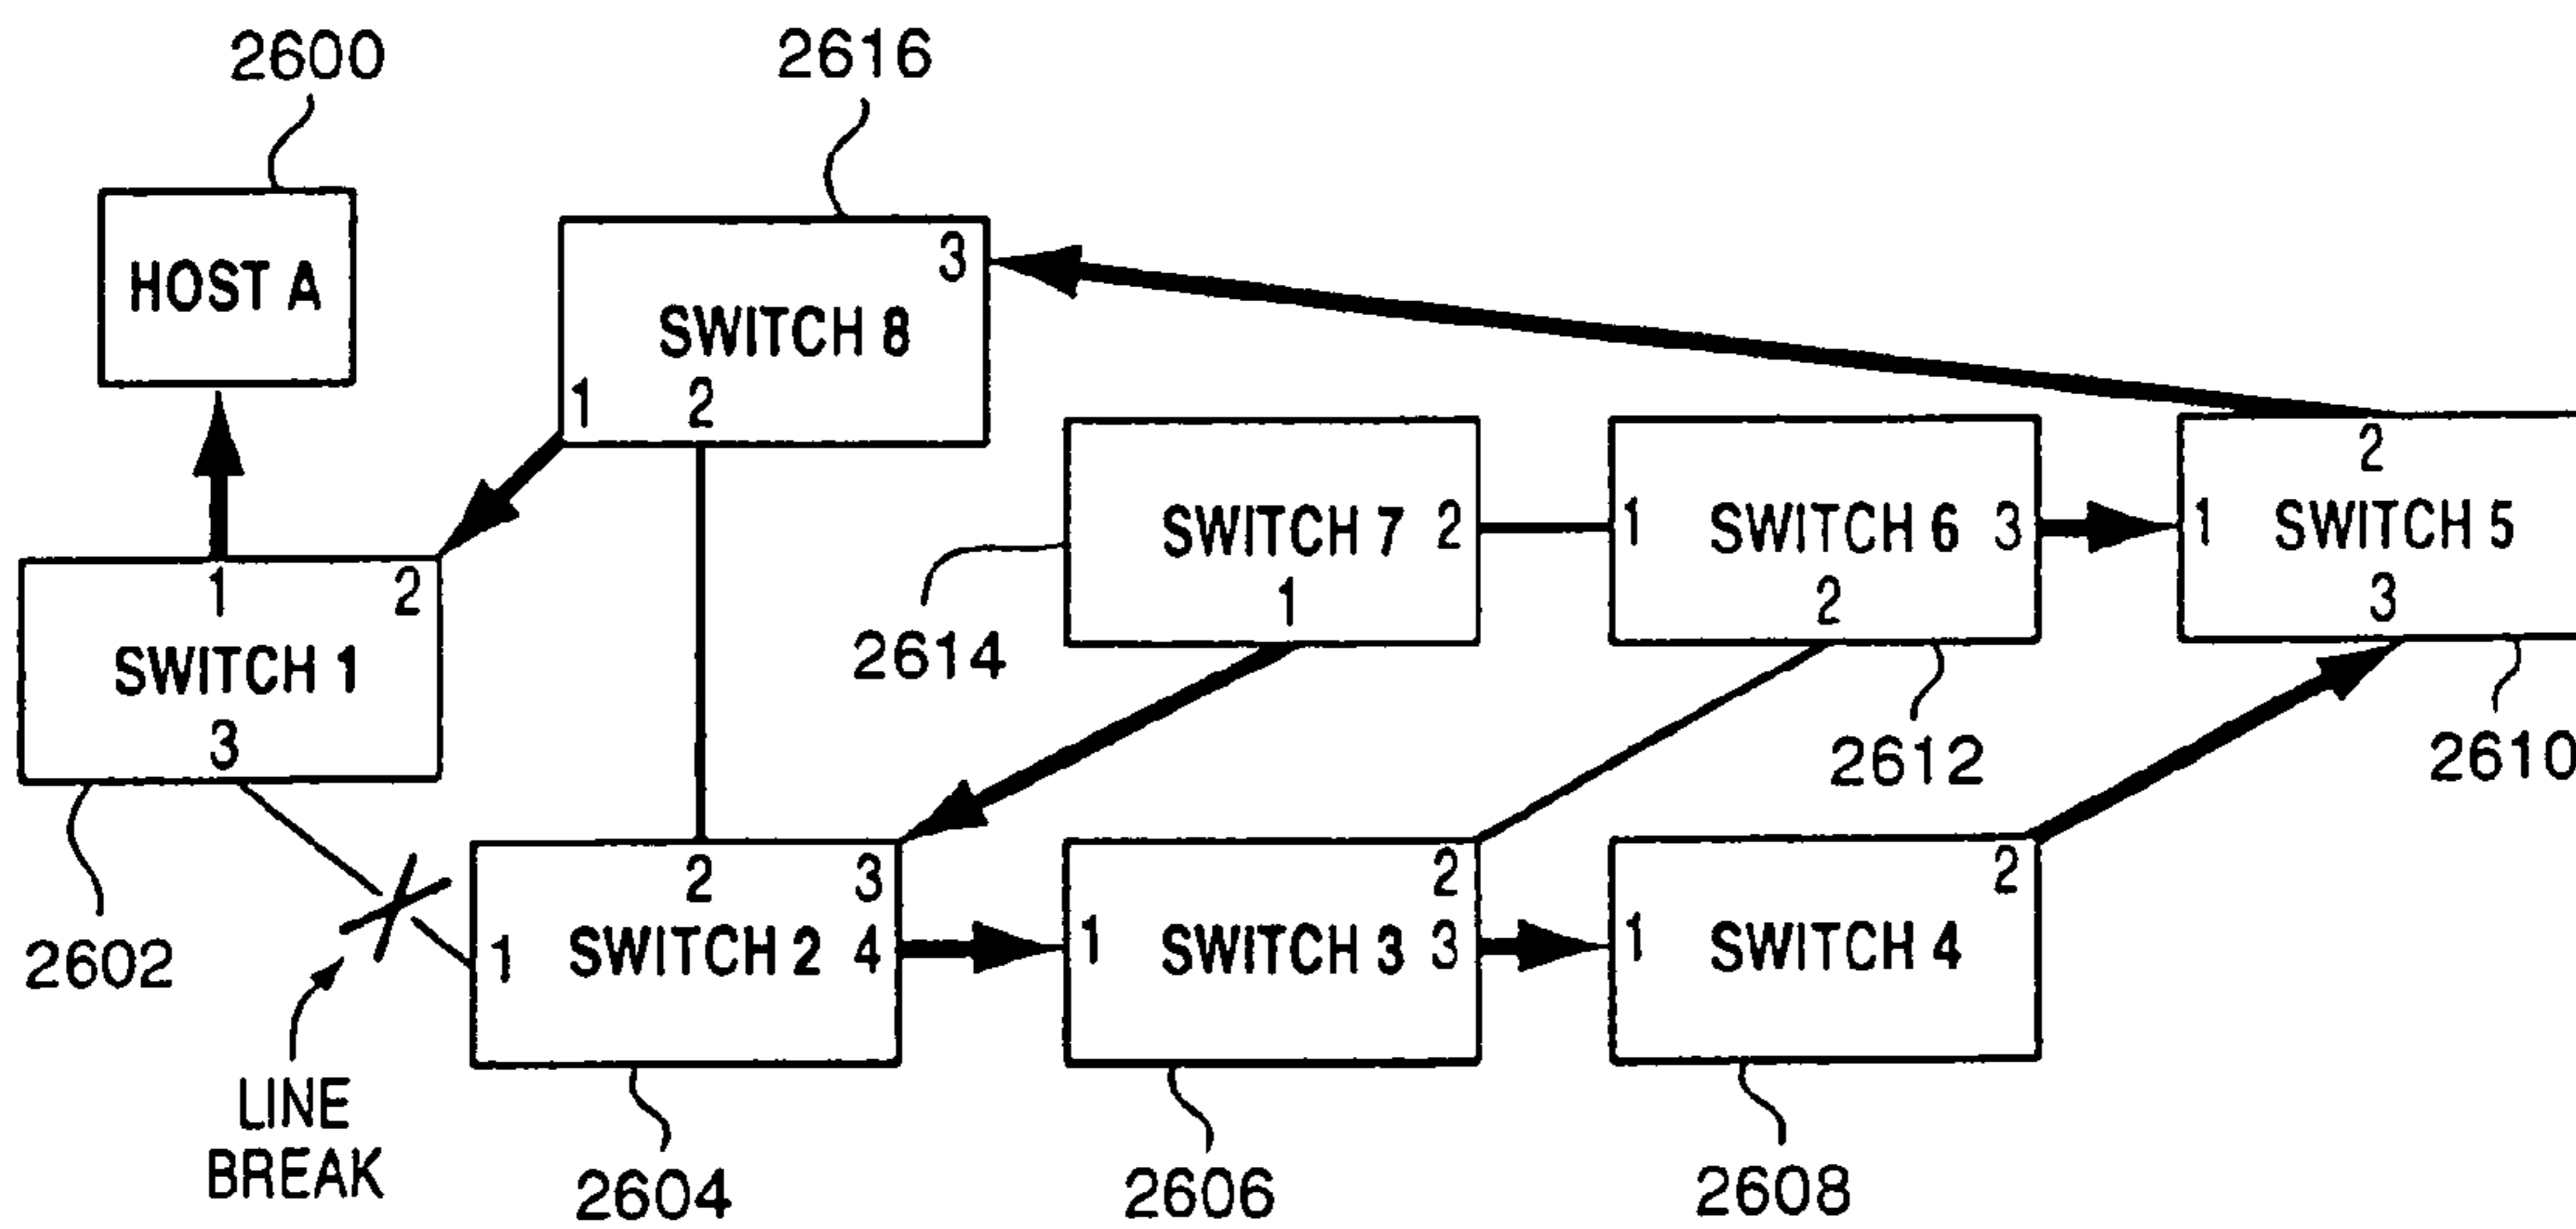 2600
2616
HOST A
3
SWITCH 8
1 2
2
1 2
SWITCH 7 2
1
1 SWITCH 6 3
2
1 SWITCH 5
3
SWITCH 1
3
2614
2612
2610
2602
2 3
1 SWITCH 2 4
2
1 SWITCH 3 3
2
1 SWITCH 4
LINE
BREAK
2604
2606
2608